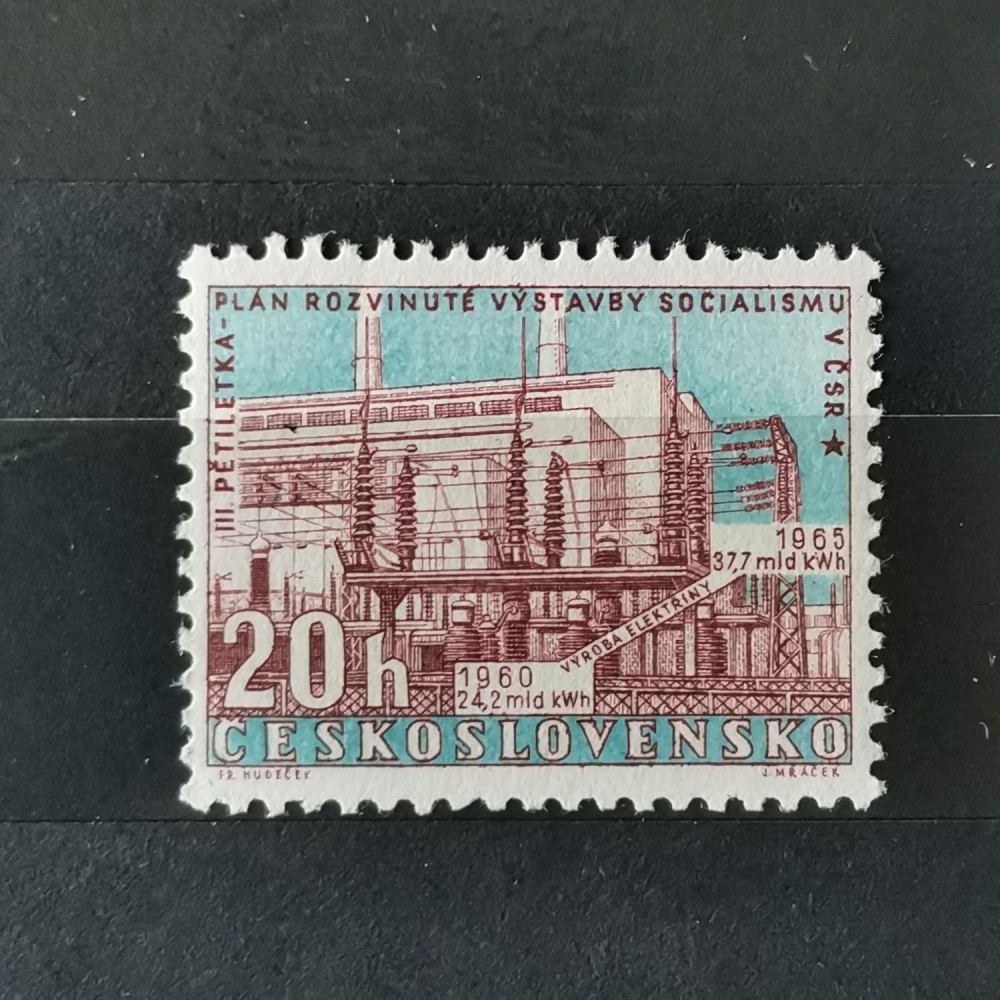 III. PĚTILETKA-
PLÁN ROZVINUTÉ VÝSTAVBY SOCIALISMU
V ČSR ★
1965
37,7 mld kWh
VÝROBA ELEKTŘINY
1960
24,2 mld kWh
20 h
ČESKOSLOVENSKO
FR. HUDEČEK
J. MRÁČEK